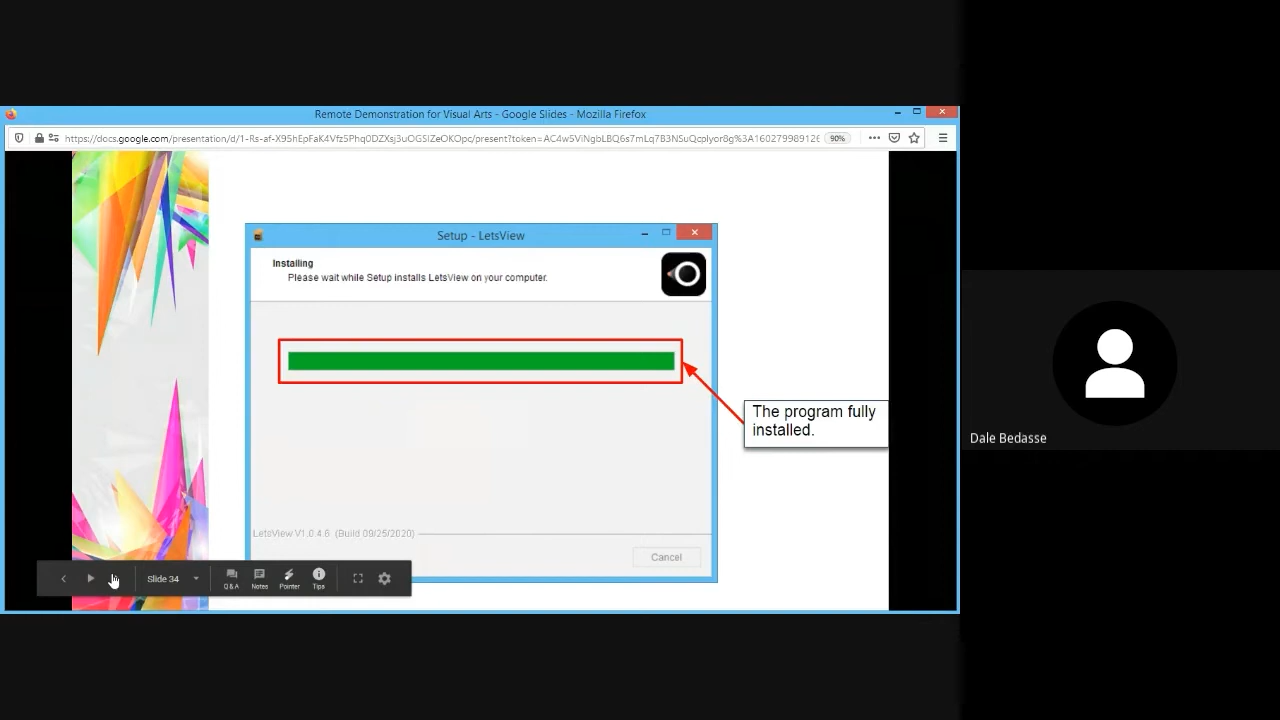 Remote Demonstration for Visual Arts - Google Slides - Mozilla Firefox
90%
Setup - LetsView
Installing
Please wait while Setup installs LetsView on your computer.
The program fully
installed.
LetsView V1.0.4.6 (Build 09/25/2020)
Cancel
Slide 34
Q&A
Notes
Pointer
Tips
Dale Bedasse